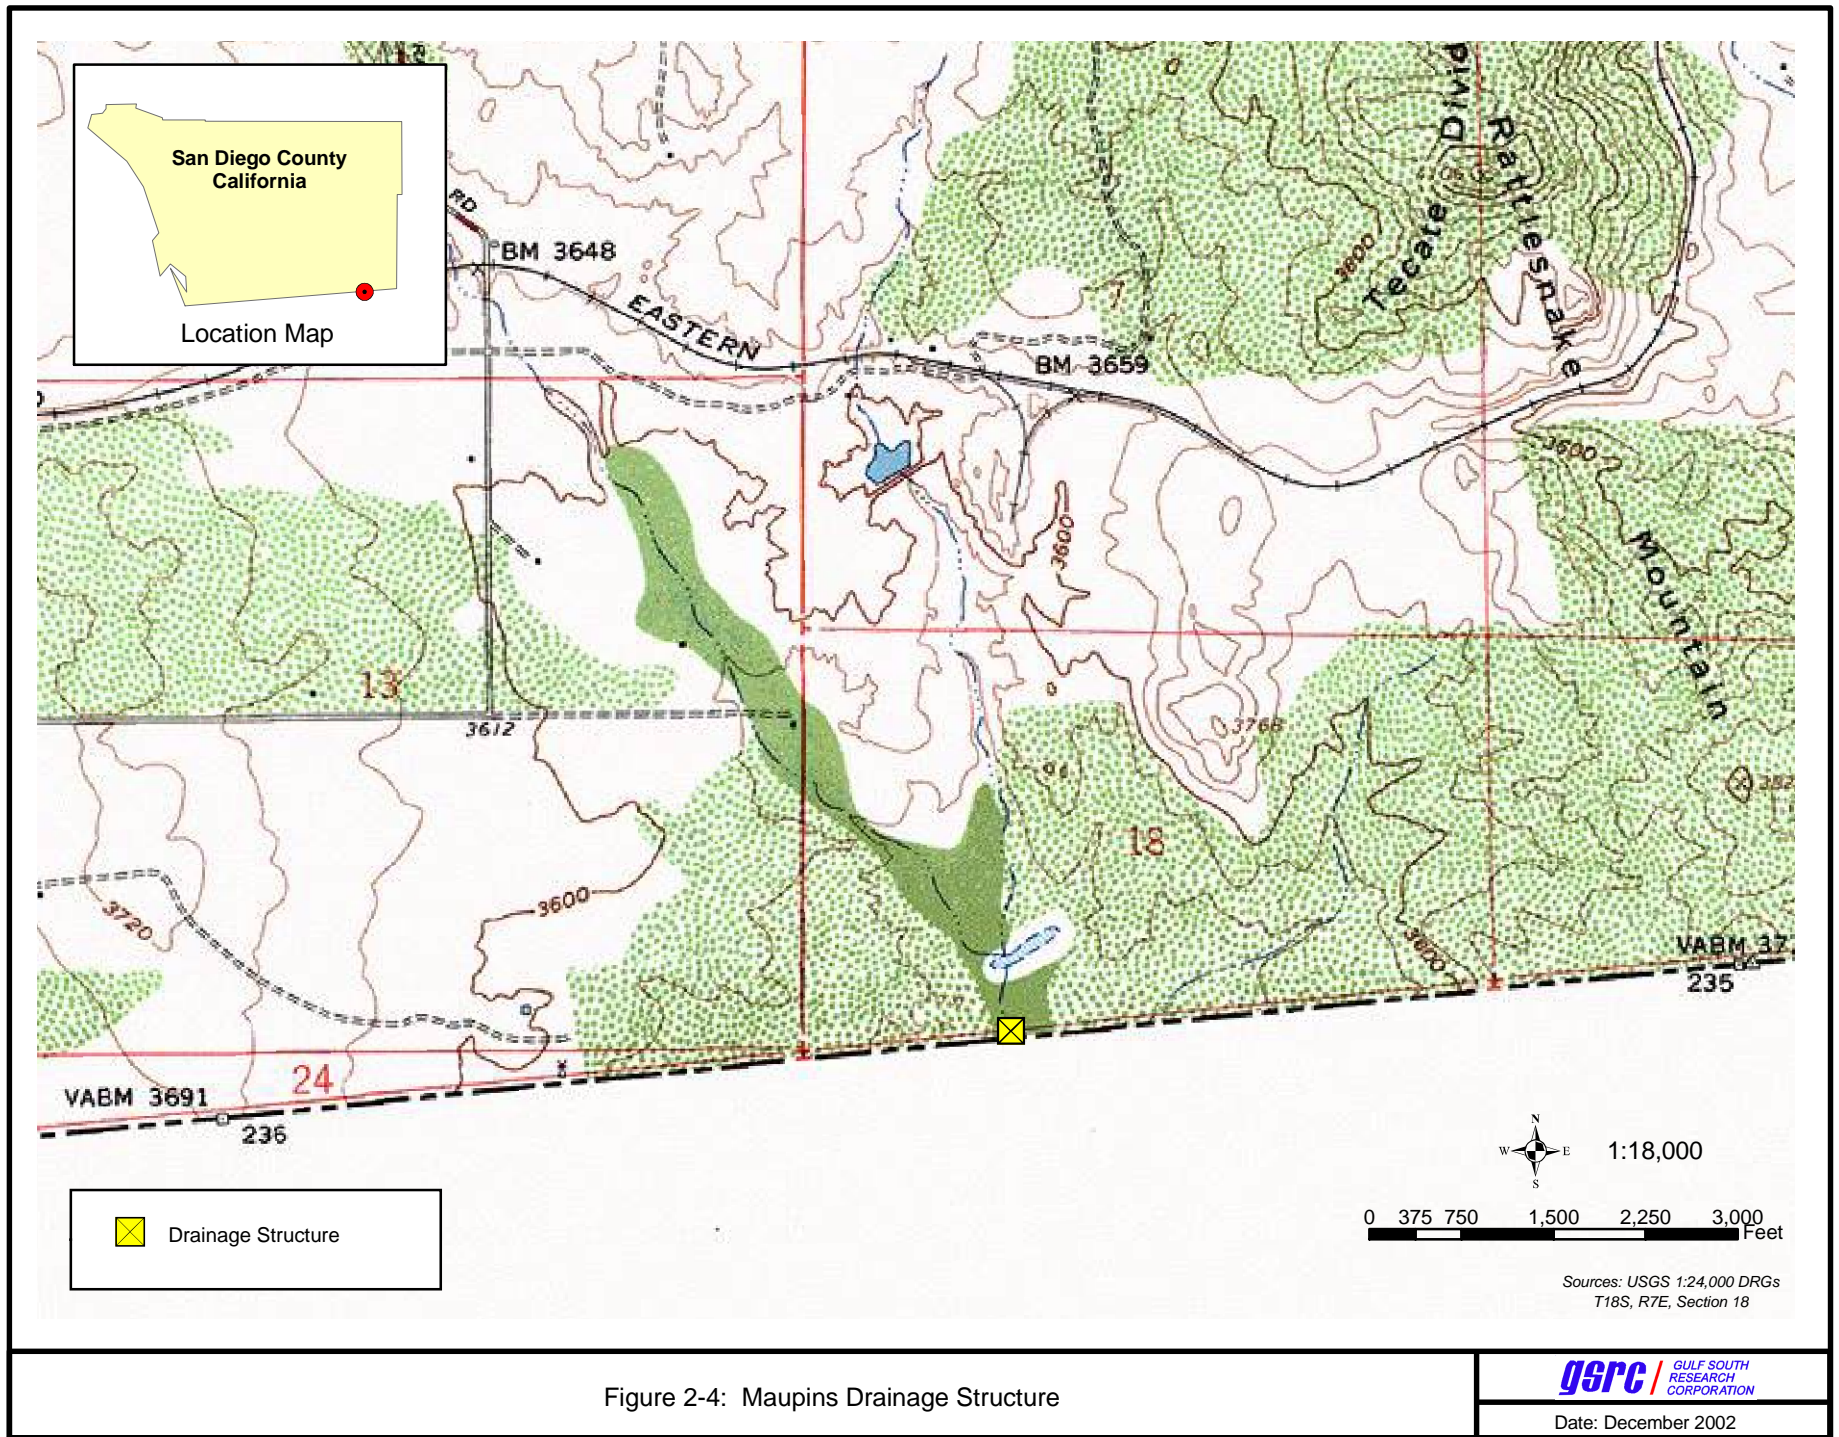 San Diego County
California
Location Map
RD
BM 3648
EASTERN
7
BM 3659
Tecate Divi
Rattlesnake
Mountain
3600
3600
3600
13
3612
3768
18
3720
3600
3600
VABM 37
235
24
VABM 3691
236
N
W E
S
1:18,000
0 375 750 1,500 2,250 3,000
Feet
Drainage Structure
Sources: USGS 1:24,000 DRGs
T18S, R7E, Section 18
Figure 2-4: Maupins Drainage Structure
gsrc / GULF SOUTH
RESEARCH
CORPORATION
Date: December 2002